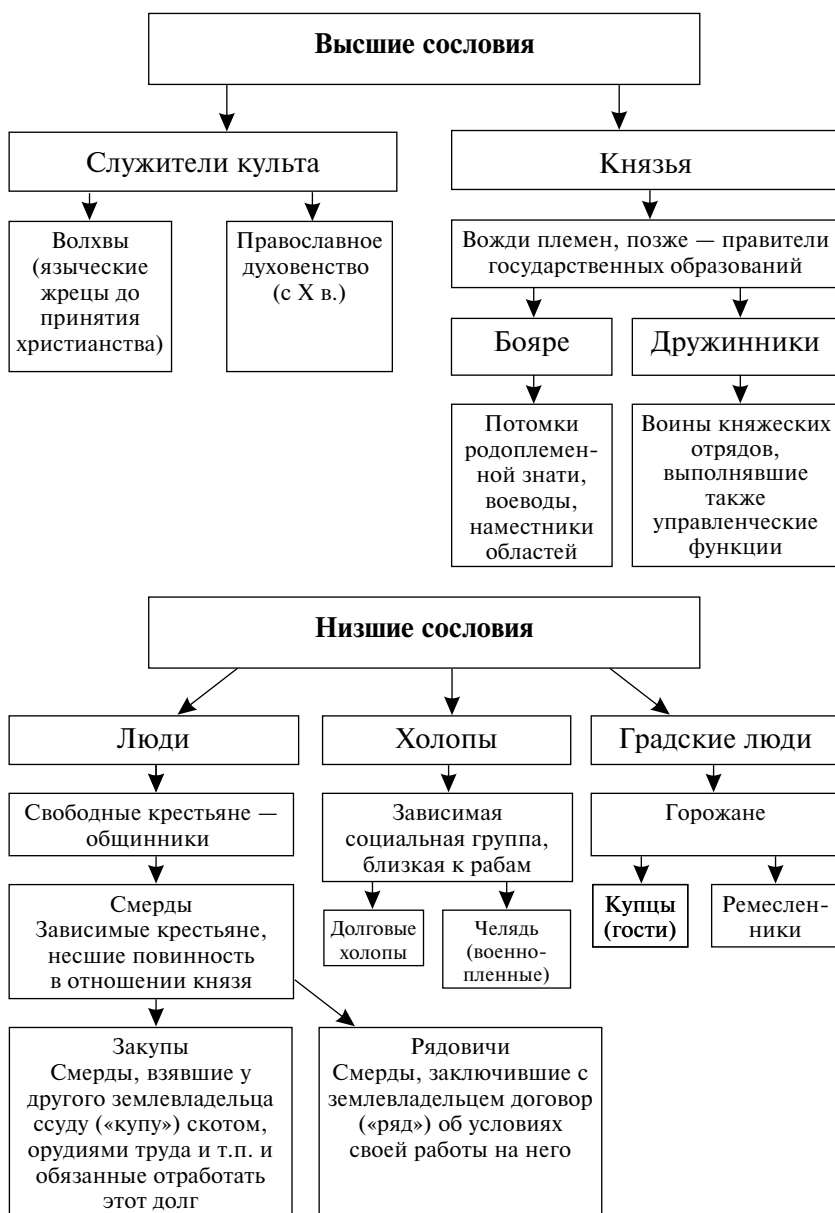 Высшие сословия
Служители культа
Князья
Волхвы
(языческие
жрецы до
принятия
христианства)
Православное
духовенство
(с X в.)
Вожди племен, позже — правители
государственных образований
Бояре
Дружинники
Потомки
родоплемен-
ной знати,
воеводы,
наместники
областей
Воины княжеских
отрядов,
выполнявшие
также
управленческие
функции
Низшие сословия
Люди
Холопы
Градские люди
Свободные крестьяне —
общинники
Зависимая
социальная группа,
близкая к рабам
Горожане
Смерды
Зависимые крестьяне,
несшие повинность
в отношении князя
Долговые
холопы
Челядь
(военно-
пленные)
Купцы
(гости)
Ремеслен-
ники
Закупы
Смерды, взявшие у
другого землевладельца
ссуду («купу») скотом,
орудиями труда и т.п. и
обязанные отработать
этот долг
Рядовичи
Смерды, заключившие с
землевладельцем договор
(«ряд») об условиях
своей работы на него